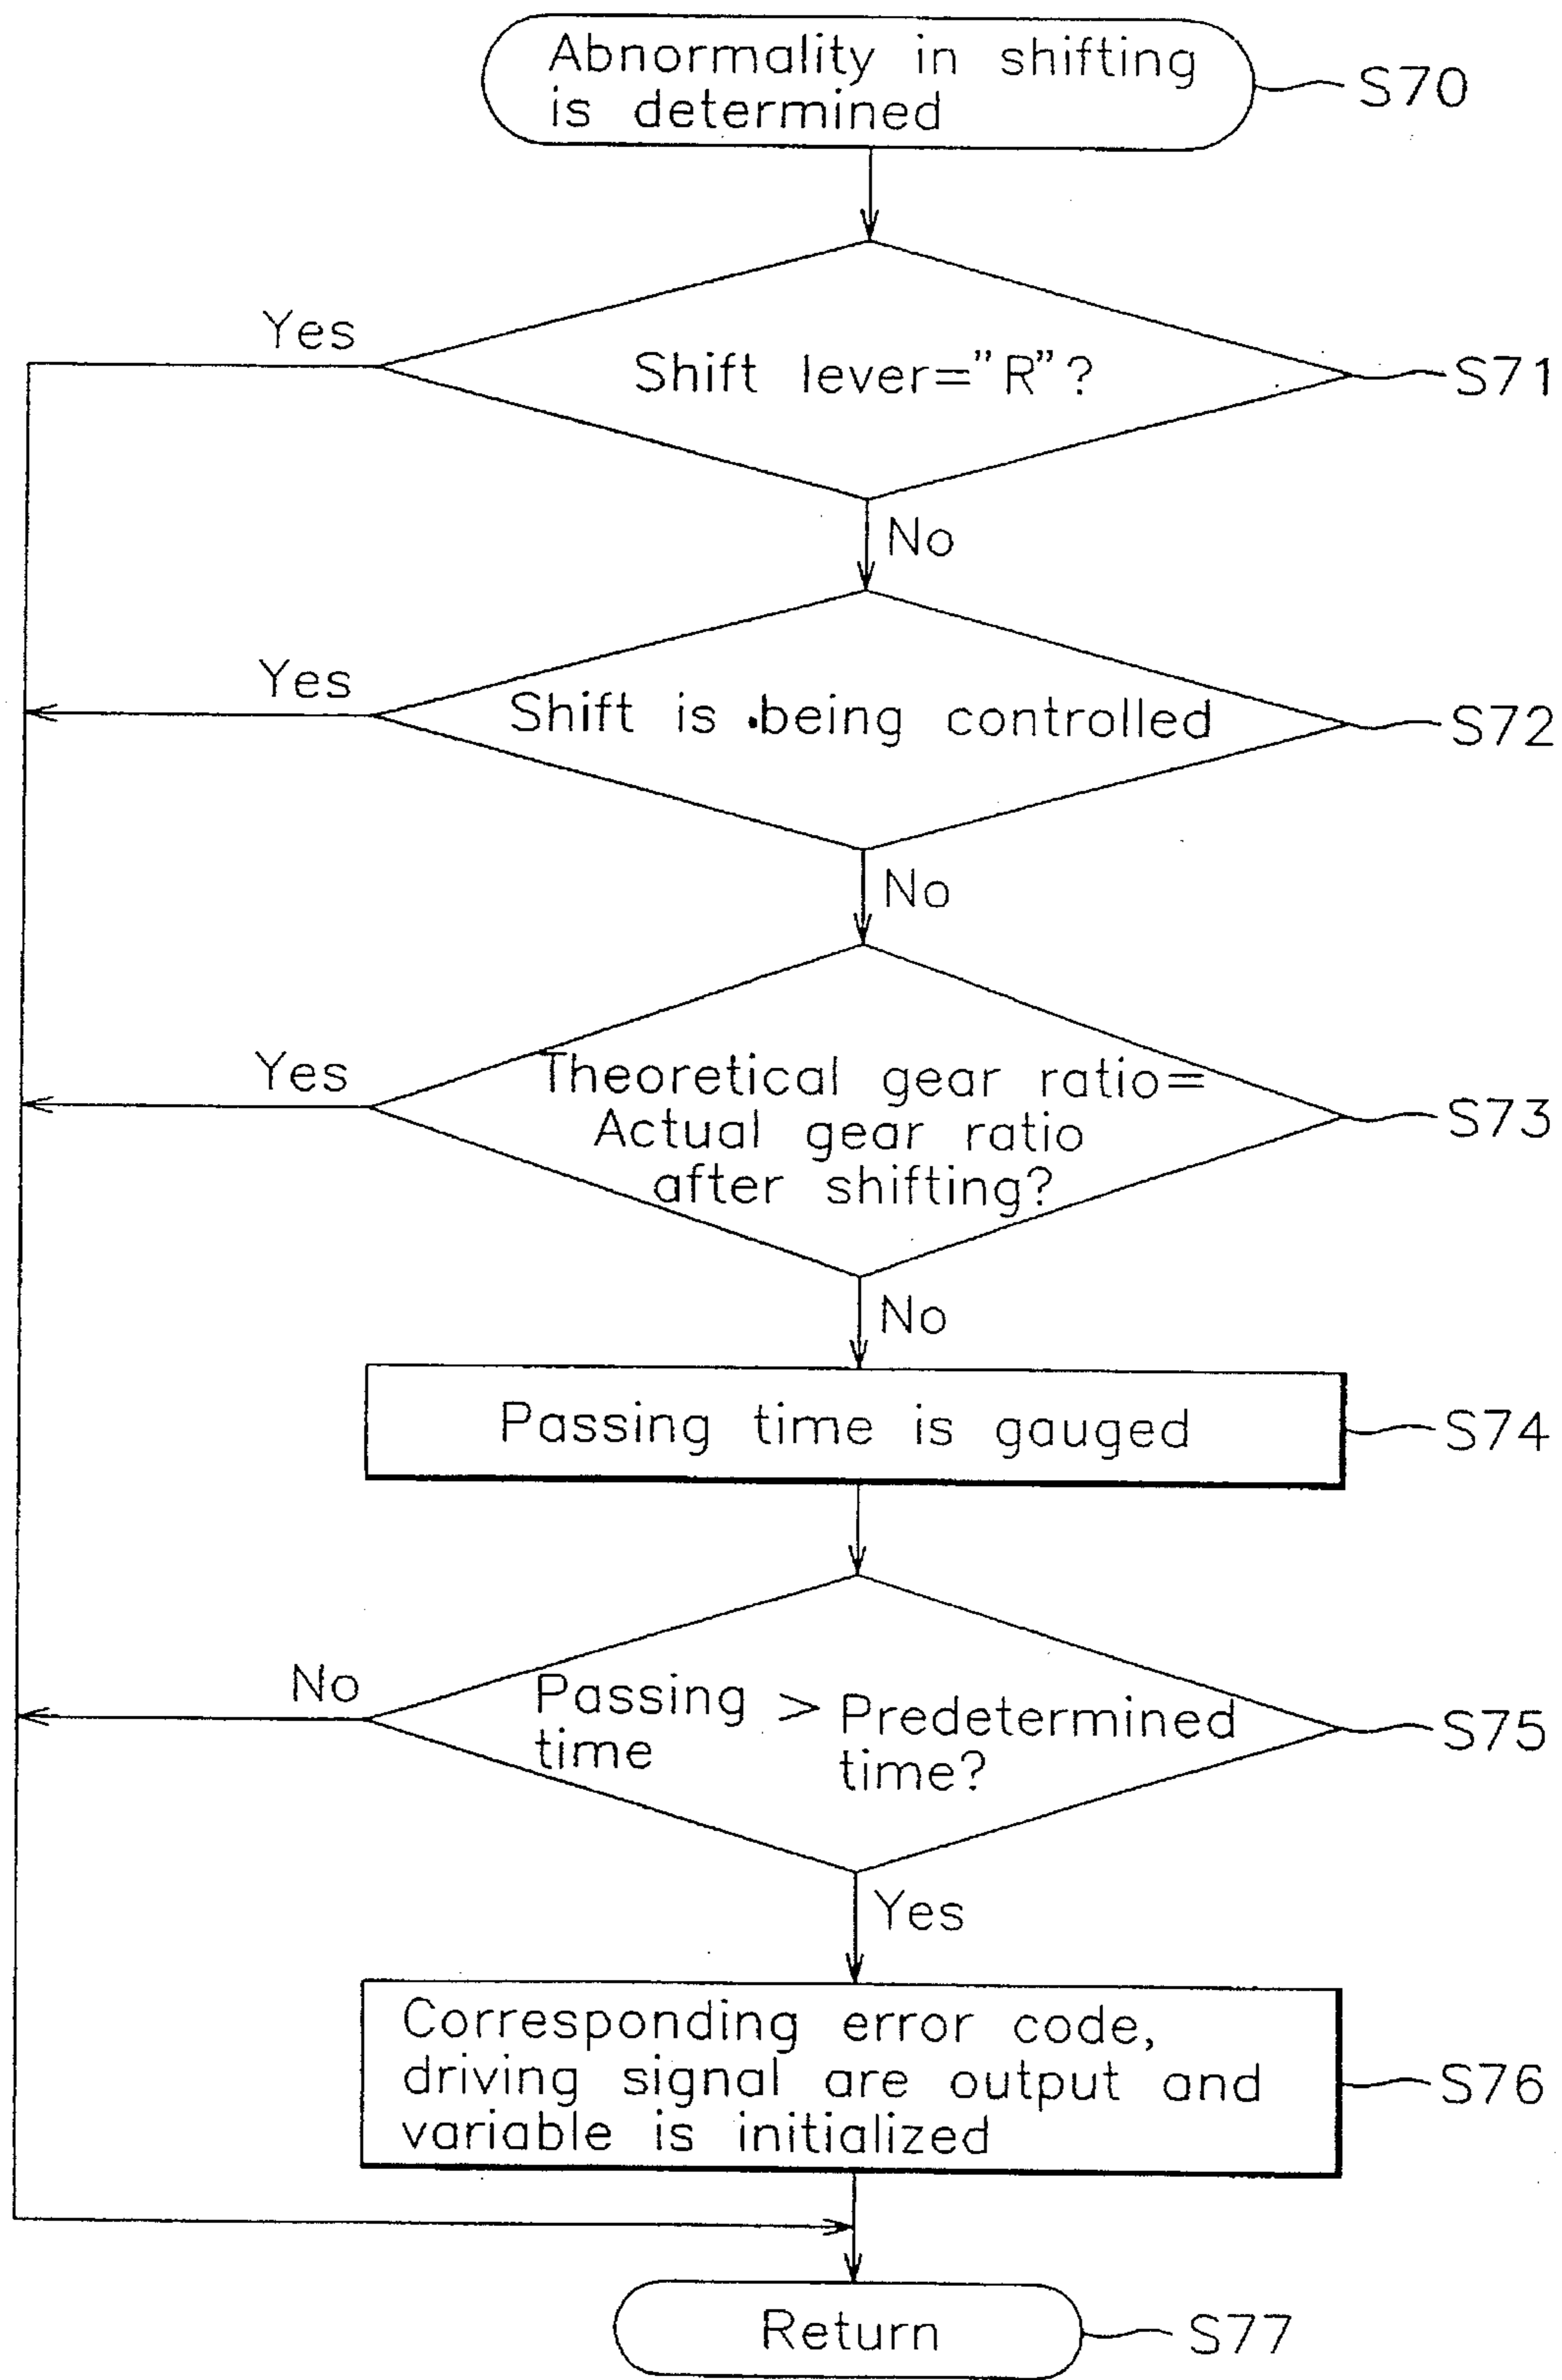 Abnormality in shifting
is determined
S70
Yes
Shift lever="R"?
S71
No
Yes
Shift is being controlled
S72
No
Yes
Theoretical gear ratio=
Actual gear ratio
after shifting?
S73
No
Passing time is gauged
S74
No
Passing > Predetermined
time time?
S75
Yes
Corresponding error code,
driving signal are output and
variable is initialized
S76
Return
S77